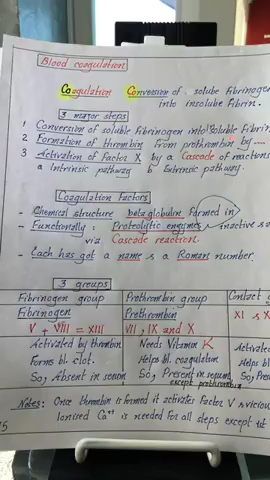 Blood coagulation
Coagulation Conversion of soluble fibrinogen
into insoluble Fibrin.
3 major steps
1 Conversion of soluble Fibrinogen into Soluble fibrin
2 Formation of thrombin from prothrombin by ....
3 Activation of Factor X by a Cascade of reactions
a Intrinsic pathway b Extrinsic pathway.
Coagulation factors
- Chemical structure beta globulin formed in
- Functionally: Proteolitic enzymes, inactive
via Cascade reaction.
- Each has got a name & a Roman number.
3 groups
Fibrinogen group Prothrombin group Contact g
Fibrinogen Prothrombin XI & X
V + VIII = XIII VII, IX and X
Activated by thrombin Needs Vitamin K Activated
Forms bl. clot. Helps bl. coagulation Helps bl
So, Absent in serum So, Present in serum So, Pres
except prothrombin
Notes: Once thrombin is formed it activates Factor V & vicious
Ionised Ca++ is needed for all steps except 1st
15